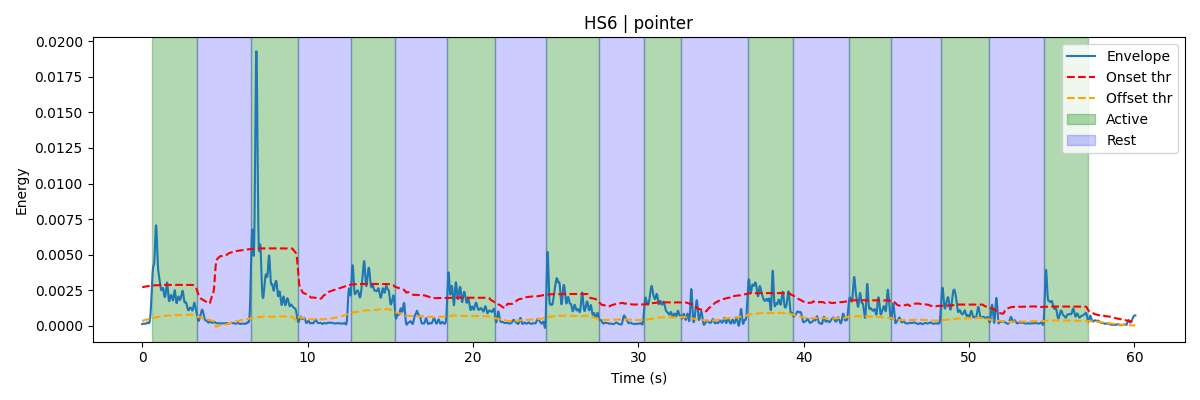 HS6 | pointer
Energy
0.0200
0.0175
0.0150
0.0125
0.0100
0.0075
0.0050
0.0025
0.0000
Envelope
Onset thr
Offset thr
Active
Rest
0 10 20 30 40 50 60
Time (s)